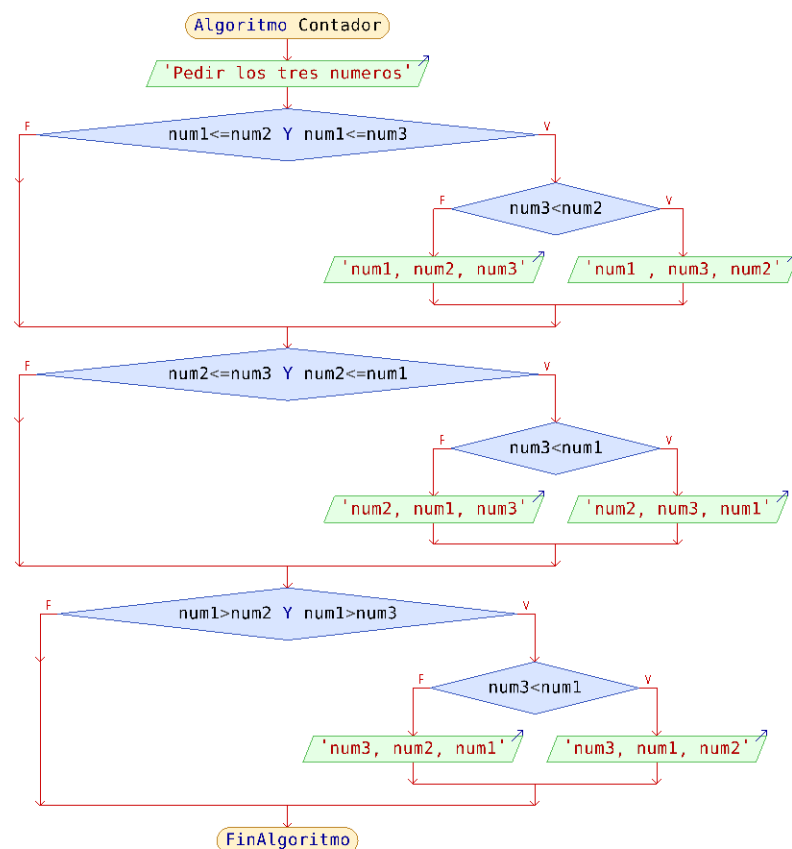 Algoritmo Contador
'Pedir los tres numeros'
F
num1<=num2 Y num1<=num3
V
F
num3<num2
V
'num1, num2, num3'
'num1 , num3, num2'
F
num2<=num3 Y num2<=num1
V
F
num3<num1
V
'num2, num1, num3'
'num2, num3, num1'
F
num1>num2 Y num1>num3
V
F
num3<num1
V
'num3, num2, num1'
'num3, num1, num2'
FinAlgoritmo